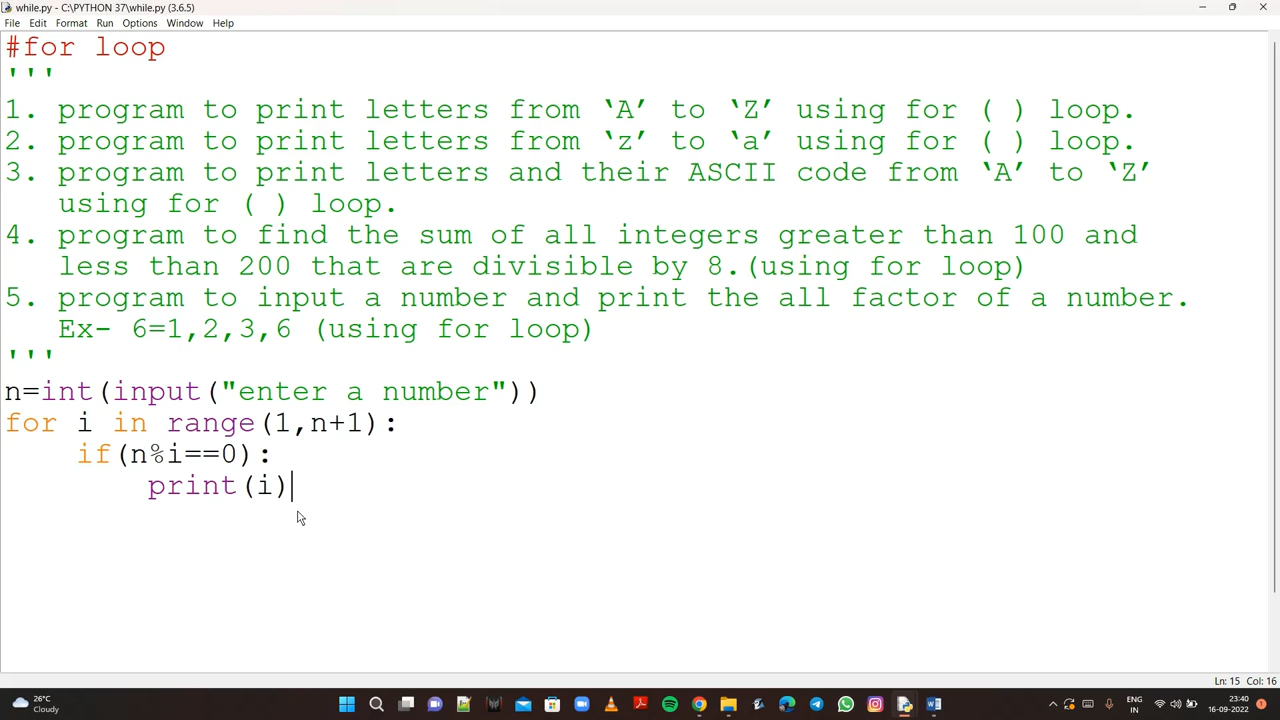 while.py - C:\PYTHON 37\while.py (3.6.5)
File Edit Format Run Options Window Help
#for loop
'''
1. program to print letters from ‘A’ to ‘Z’ using for ( ) loop.
2. program to print letters from ‘z’ to ‘a’ using for ( ) loop.
3. program to print letters and their ASCII code from ‘A’ to ‘Z’
using for ( ) loop.
4. program to find the sum of all integers greater than 100 and
less than 200 that are divisible by 8.(using for loop)
5. program to input a number and print the all factor of a number.
Ex- 6=1,2,3,6 (using for loop)
'''
n=int(input("enter a number"))
for i in range(1,n+1):
if(n%i==0):
print(i)
Ln: 15 Col: 16
26°C
Cloudy
ENG
IN
23:40
16-09-2022